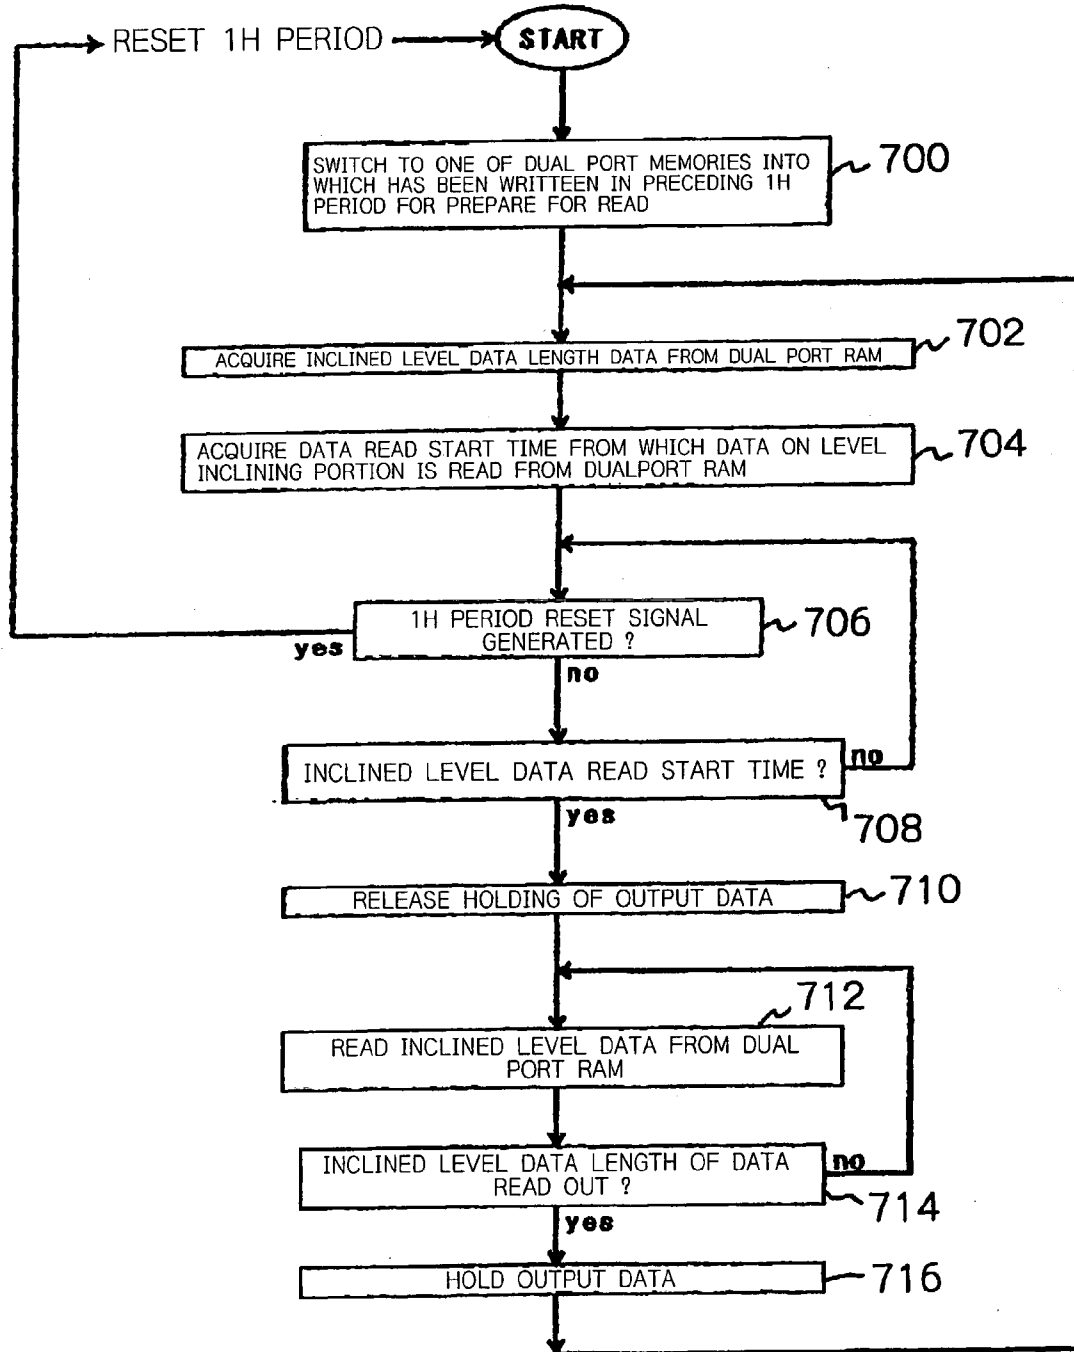 RESET 1H PERIOD
START
SWITCH TO ONE OF DUAL PORT MEMORIES INTO
WHICH HAS BEEN WRITTEEN IN PRECEDING 1H
PERIOD FOR PREPARE FOR READ
700
ACQUIRE INCLINED LEVEL DATA LENGTH DATA FROM DUAL PORT RAM
702
ACQUIRE DATA READ START TIME FROM WHICH DATA ON LEVEL
INCLINING PORTION IS READ FROM DUALPORT RAM
704
1H PERIOD RESET SIGNAL
GENERATED ?
706
yes
no
INCLINED LEVEL DATA READ START TIME ?
no
708
yes
RELEASE HOLDING OF OUTPUT DATA
710
712
READ INCLINED LEVEL DATA FROM DUAL
PORT RAM
INCLINED LEVEL DATA LENGTH OF DATA
READ OUT ?
no
714
yes
HOLD OUTPUT DATA
716